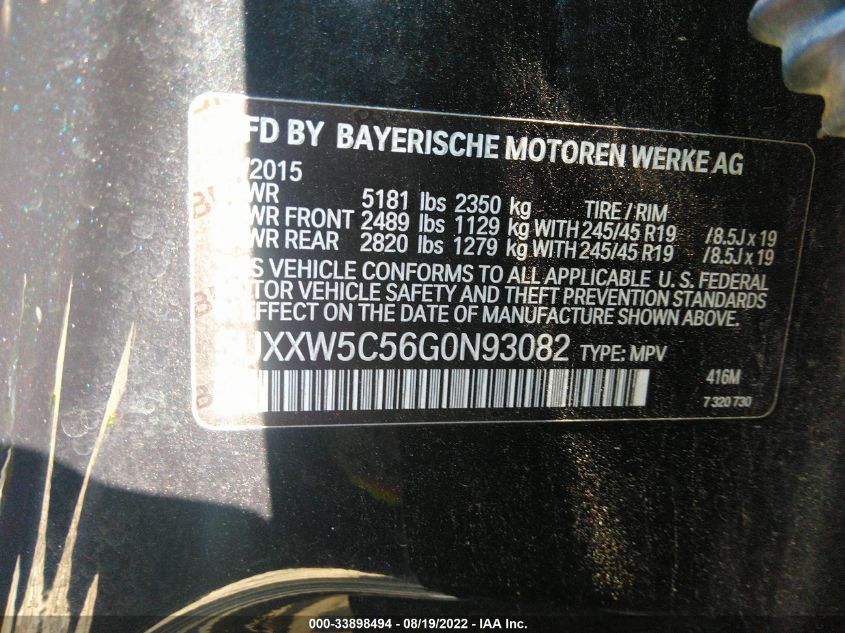 FD BY BAYERISCHE MOTOREN WERKE AG
/2015
WR 5181 lbs 2350 kg TIRE / RIM
WR FRONT 2489 lbs 1129 kg WITH 245/45 R19 /8.5J x 19
WR REAR 2820 lbs 1279 kg WITH 245/45 R19 /8.5J x 19
S VEHICLE CONFORMS TO ALL APPLICABLE U. S. FEDERAL
TOR VEHICLE SAFETY AND THEFT PREVENTION STANDARDS
EFFECT ON THE DATE OF MANUFACTURE SHOWN ABOVE.
UXXW5C56G0N93082 TYPE: MPV
416M
7 320 730
000-33898494 - 08/19/2022 - IAA Inc.